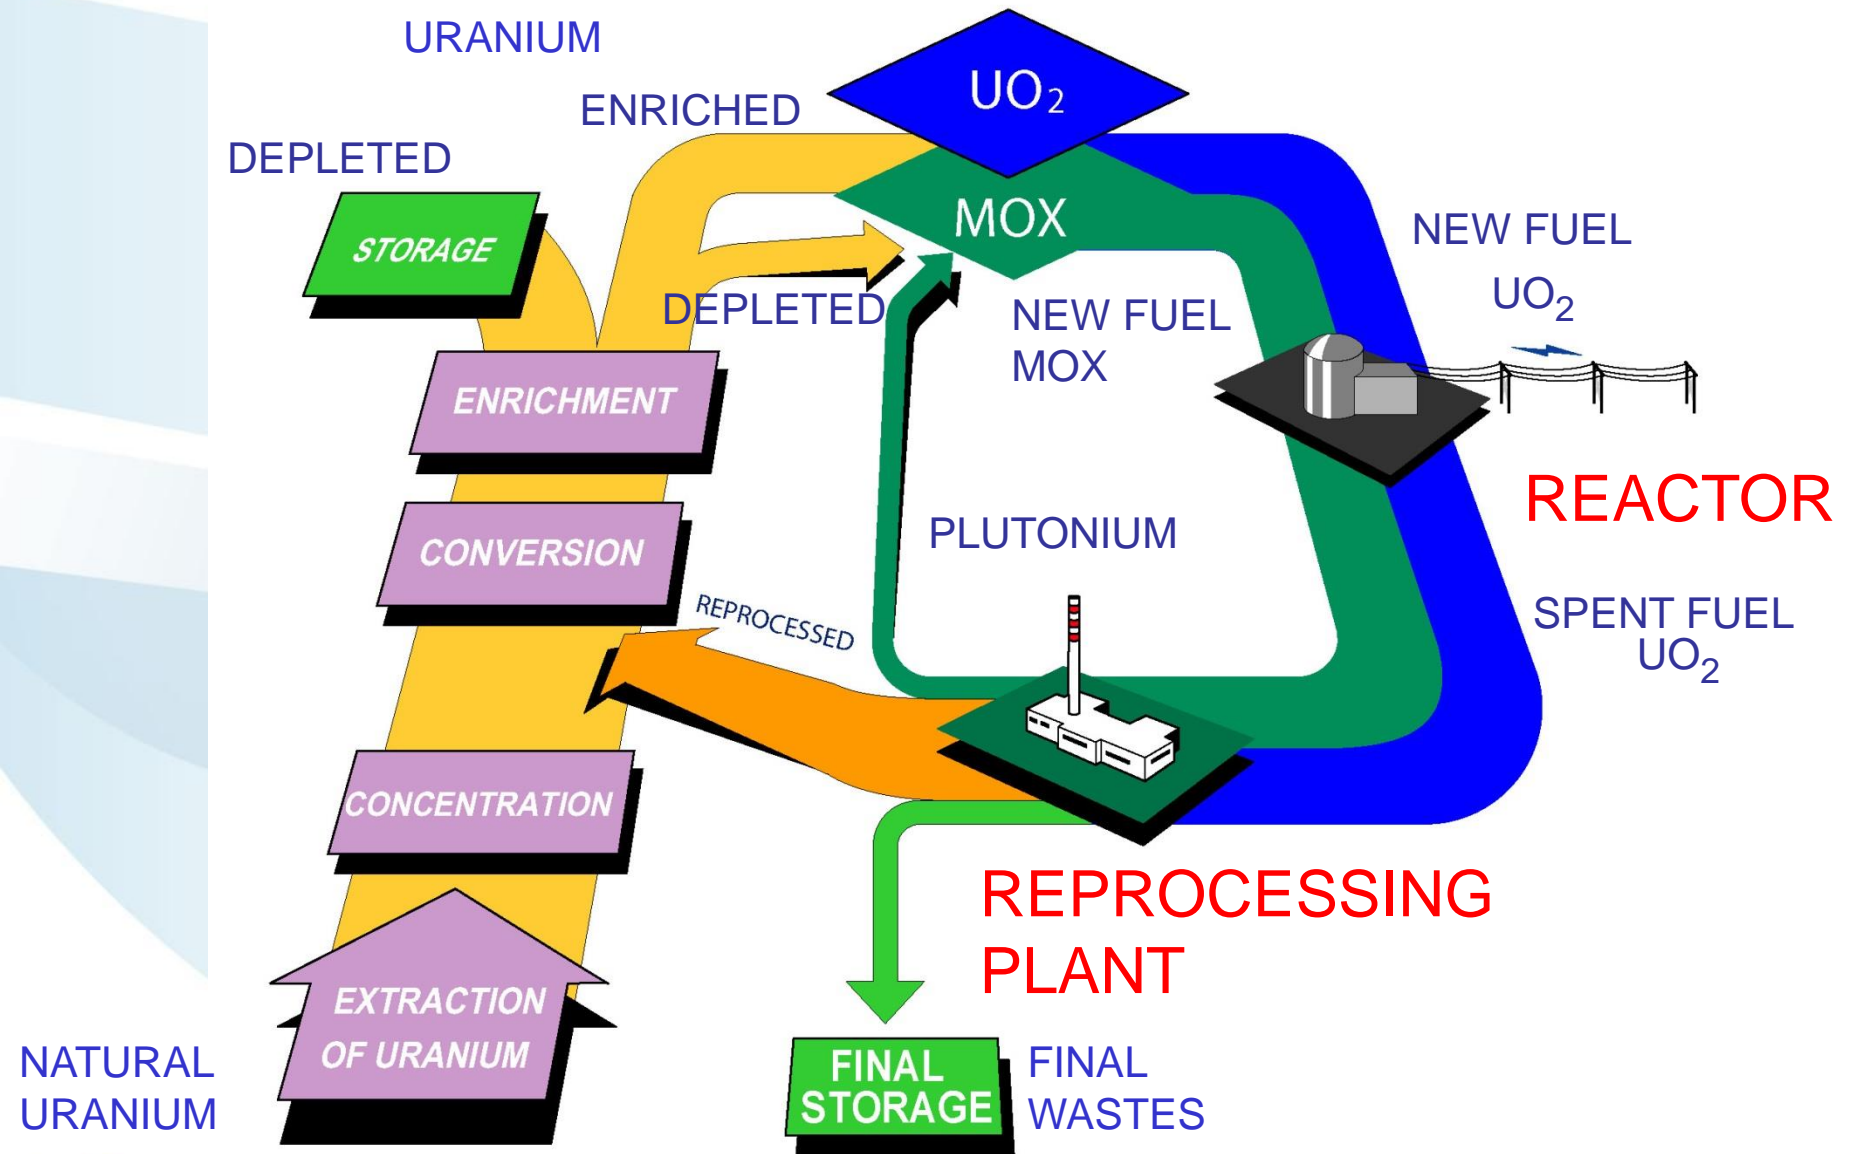 URANIUM
UO₂
ENRICHED
DEPLETED
STORAGE
MOX
NEW FUEL
UO₂
DEPLETED
NEW FUEL
MOX
ENRICHMENT
REACTOR
CONVERSION
PLUTONIUM
REPROCESSED
SPENT FUEL
UO₂
CONCENTRATION
REPROCESSING
PLANT
EXTRACTION
OF URANIUM
NATURAL
URANIUM
FINAL
STORAGE
FINAL
WASTES